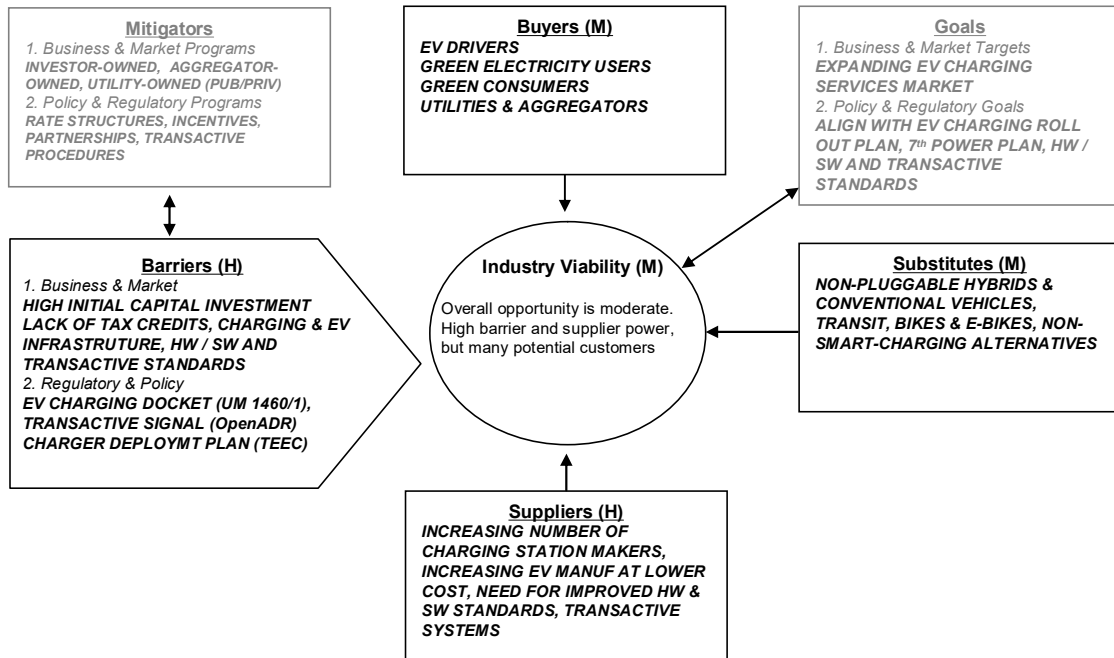 Mitigators
1. Business & Market Programs
INVESTOR-OWNED, AGGREGATOR-
OWNED, UTILITY-OWNED (PUB/PRIV)
2. Policy & Regulatory Programs
RATE STRUCTURES, INCENTIVES,
PARTNERSHIPS, TRANSACTIVE
PROCEDURES
Buyers (M)
EV DRIVERS
GREEN ELECTRICITY USERS
GREEN CONSUMERS
UTILITIES & AGGREGATORS
Goals
1. Business & Market Targets
EXPANDING EV CHARGING
SERVICES MARKET
2. Policy & Regulatory Goals
ALIGN WITH EV CHARGING ROLL
OUT PLAN, 7th POWER PLAN, HW /
SW AND TRANSACTIVE
STANDARDS
Barriers (H)
1. Business & Market
HIGH INITIAL CAPITAL INVESTMENT
LACK OF TAX CREDITS, CHARGING & EV
INFRASTRUTURE, HW / SW AND
TRANSACTIVE STANDARDS
2. Regulatory & Policy
EV CHARGING DOCKET (UM 1460/1),
TRANSACTIVE SIGNAL (OpenADR)
CHARGER DEPLOYMT PLAN (TEEC)
Industry Viability (M)
Overall opportunity is moderate.
High barrier and supplier power,
but many potential customers
Substitutes (M)
NON-PLUGGABLE HYBRIDS &
CONVENTIONAL VEHICLES,
TRANSIT, BIKES & E-BIKES, NON-
SMART-CHARGING ALTERNATIVES
Suppliers (H)
INCREASING NUMBER OF
CHARGING STATION MAKERS,
INCREASING EV MANUF AT LOWER
COST, NEED FOR IMPROVED HW &
SW STANDARDS, TRANSACTIVE
SYSTEMS